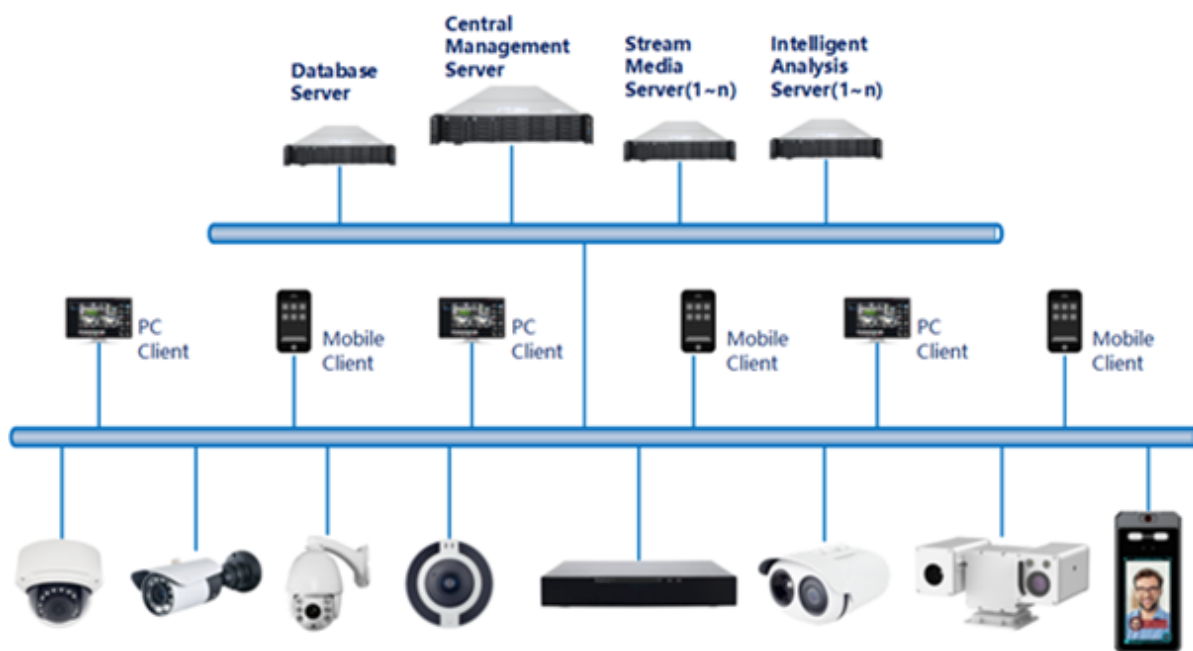 Database
Server
Central
Management
Server
Stream
Media
Server(1~n)
Intelligent
Analysis
Server(1~n)
PC
Client
Mobile
Client
PC
Client
Mobile
Client
PC
Client
Mobile
Client